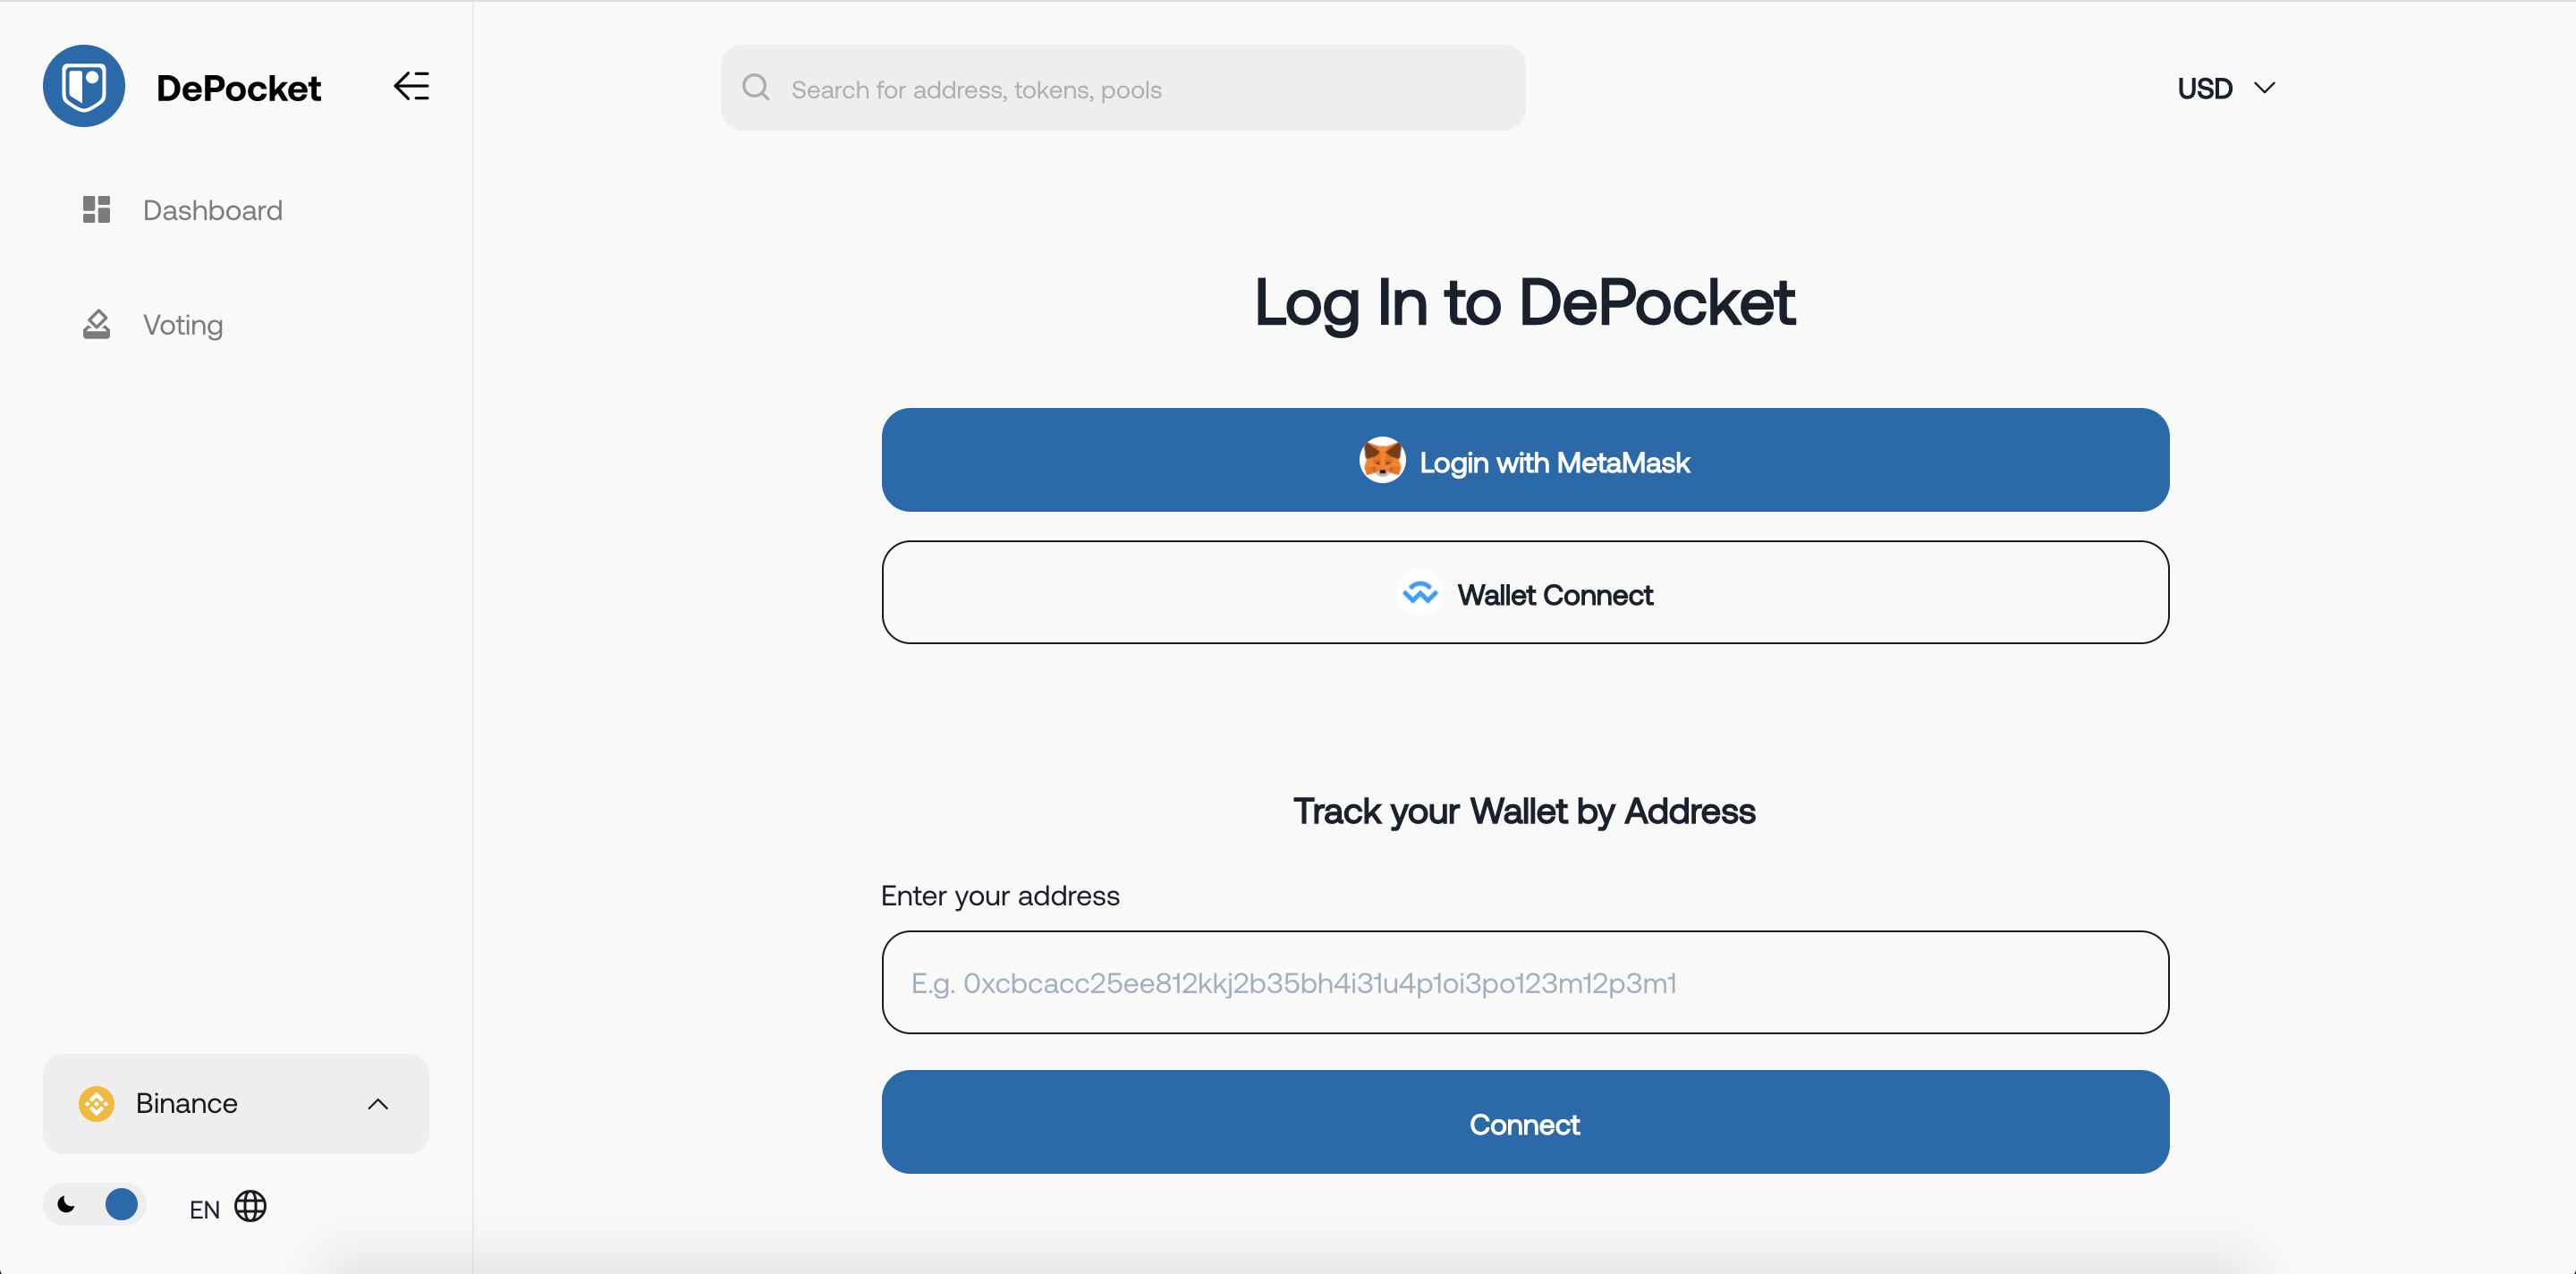 DePocket
Search for address, tokens, pools
USD
Dashboard
Voting
Log In to DePocket
Login with MetaMask
Wallet Connect
Track your Wallet by Address
Enter your address
E.g. 0xcbcacc25ee812kkj2b35bh4i31u4p1oi3po123m12p3m1
Connect
Binance
EN